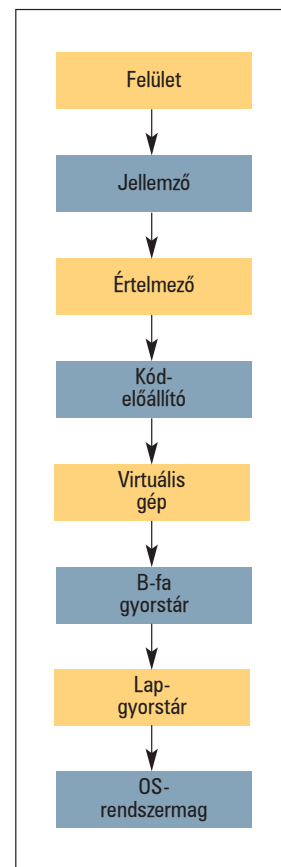 Felület
Jellemző
Értelmező
Kód-
előállító
Virtuális
gép
B-fa
gyorstár
Lap-
gyorstár
OS-
rendszermag